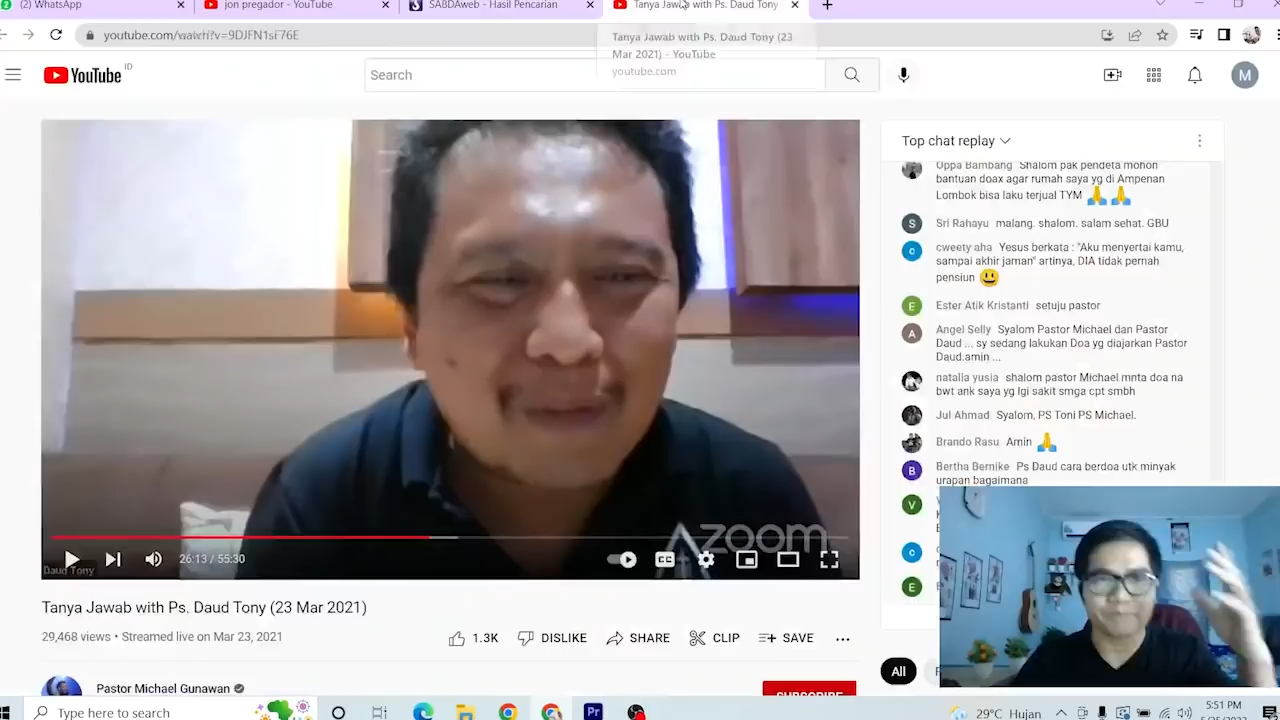 WhatsApp
jon pregador - YouTube
SABDAweb - Hasil Pencarian
Tanya Jawab with Ps. Daud Tony
youtube.com/watch?v=9DJFN1sF76E
Tanya Jawab with Ps. Daud Tony (23
Mar 2021) - YouTube
youtube.com
YouTube ID
Search
Top chat replay
Oppa Bambang Shalom pak pendeta mohon
bantuan doax agar rumah saya yg di Ampenan
Lombok bisa laku terjual TYM 🙏🙏
S Sri Rahayu malang. shalom. salam sehat. GBU
cweety aha Yesus berkata : "Aku menyertai kamu,
sampai akhir jaman" artinya, DIA tidak pernah
pensiun 😃
E Ester Atik Kristanti setuju pastor
A Angel Selly Syalom Pastor Michael dan Pastor
Daud ... sy sedang lakukan Doa yg diajarkan Pastor
Daud.amin ...
natalia yusia shalom pastor Michael mnta doa na
bwt ank saya yg lgi sakit smga cpt smbh
Jul Ahmad Syalom, PS Toni PS Michael.
Brando Rasu Amin 🙏
B Bertha Bernike Ps Daud cara berdoa utk minyak
urapan bagaimana
zoom
26:13 / 55:30
Daud Tony
Tanya Jawab with Ps. Daud Tony (23 Mar 2021)
29,468 views • Streamed live on Mar 23, 2021
1.3K DISLIKE SHARE CLIP SAVE
All
Pastor Michael Gunawan
SUBSCRIBE
Type here to search
Pr
29°C Hujan
5:51 PM